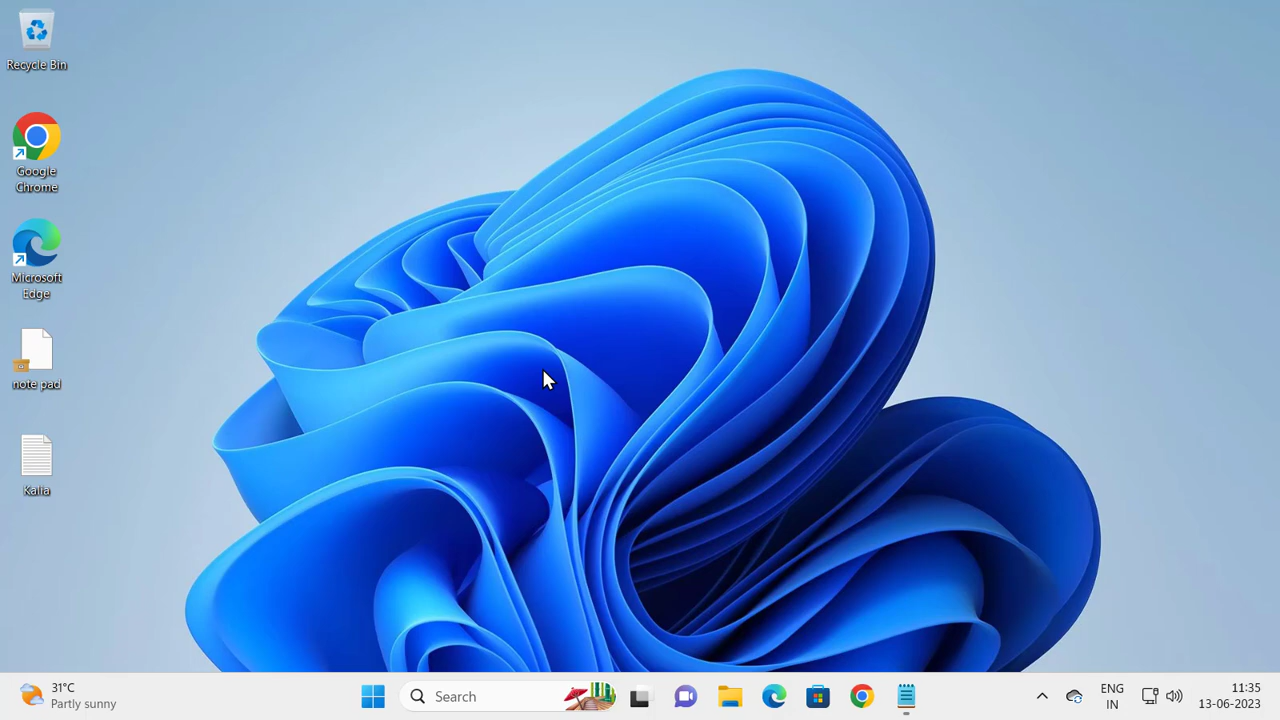 Recycle Bin
Google
Chrome
Microsoft
Edge
note pad
Kalia
31°C
Partly sunny
Search
ENG
IN
11:35
13-06-2023